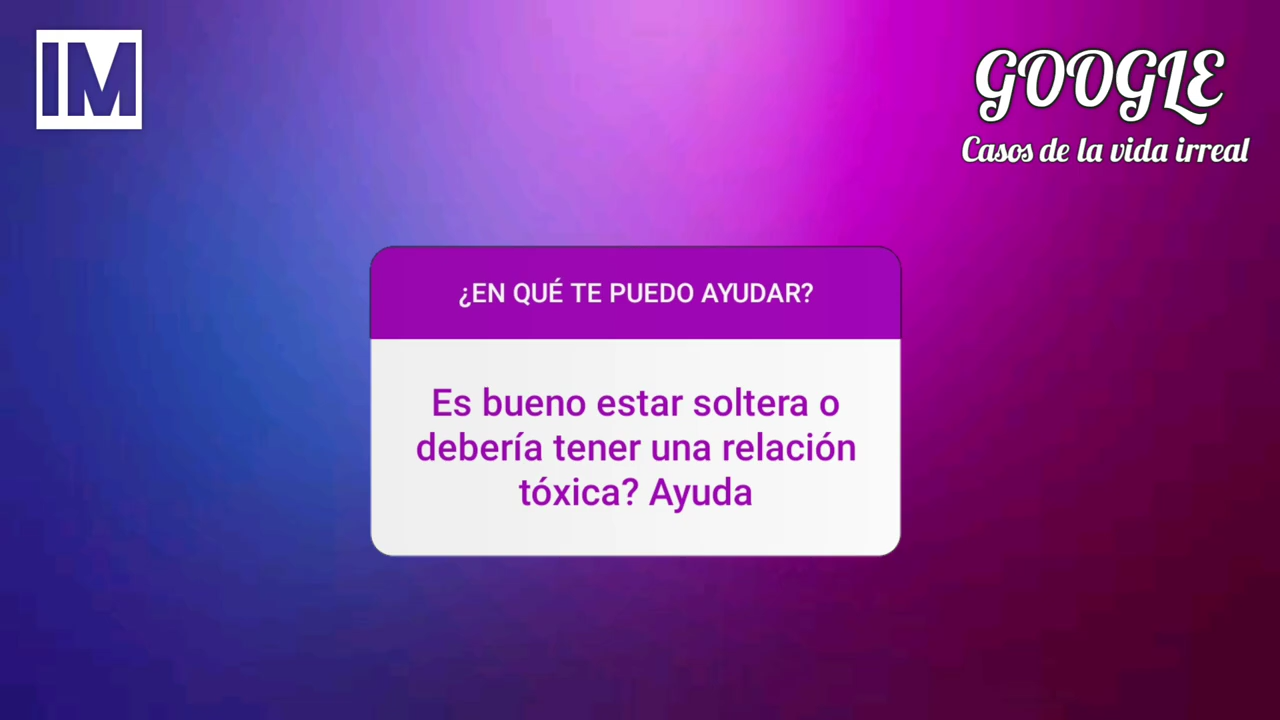 IM
GOOGLE
Casos de la vida irreal
¿EN QUÉ TE PUEDO AYUDAR?
Es bueno estar soltera o
debería tener una relación
tóxica? Ayuda